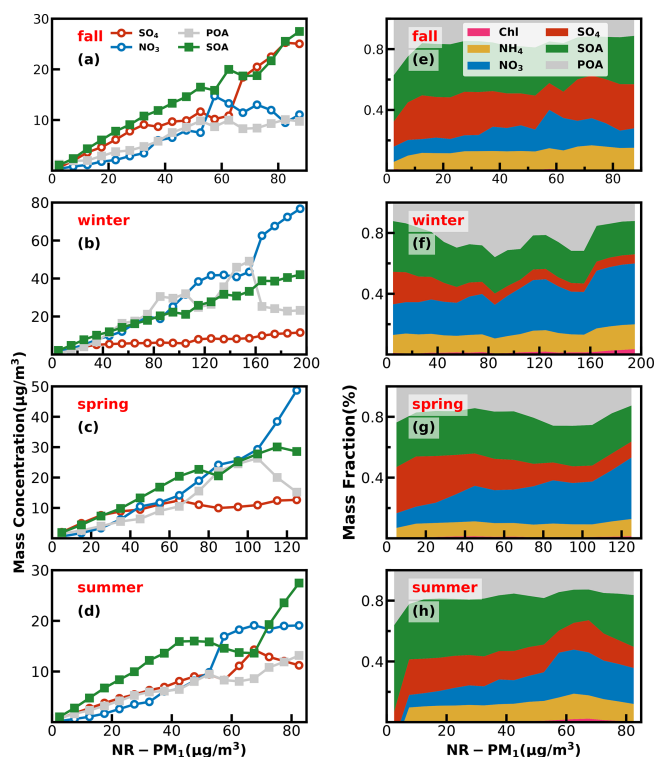 fall
(a)
SO₄
NO₃
POA
SOA
30
20
10
0 20 40 60 80
fall
(e)
Chl
NH₄
NO₃
SO₄
SOA
POA
0.8
0.4
0 20 40 60 80
winter
(b)
80
60
40
20
0 40 80 120 160 200
winter
(f)
0.8
0.4
0 40 80 120 160 200
spring
(c)
50
40
30
20
10
0 20 40 60 80 100 120
spring
(g)
0.8
0.4
20 40 60 80 100 120
summer
(d)
30
20
10
0 20 40 60 80
summer
(h)
0.8
0.4
0 20 40 60 80
Mass Concentration(μg/m³)
Mass Fraction(%)
NR − PM₁(μg/m³)
NR − PM₁(μg/m³)